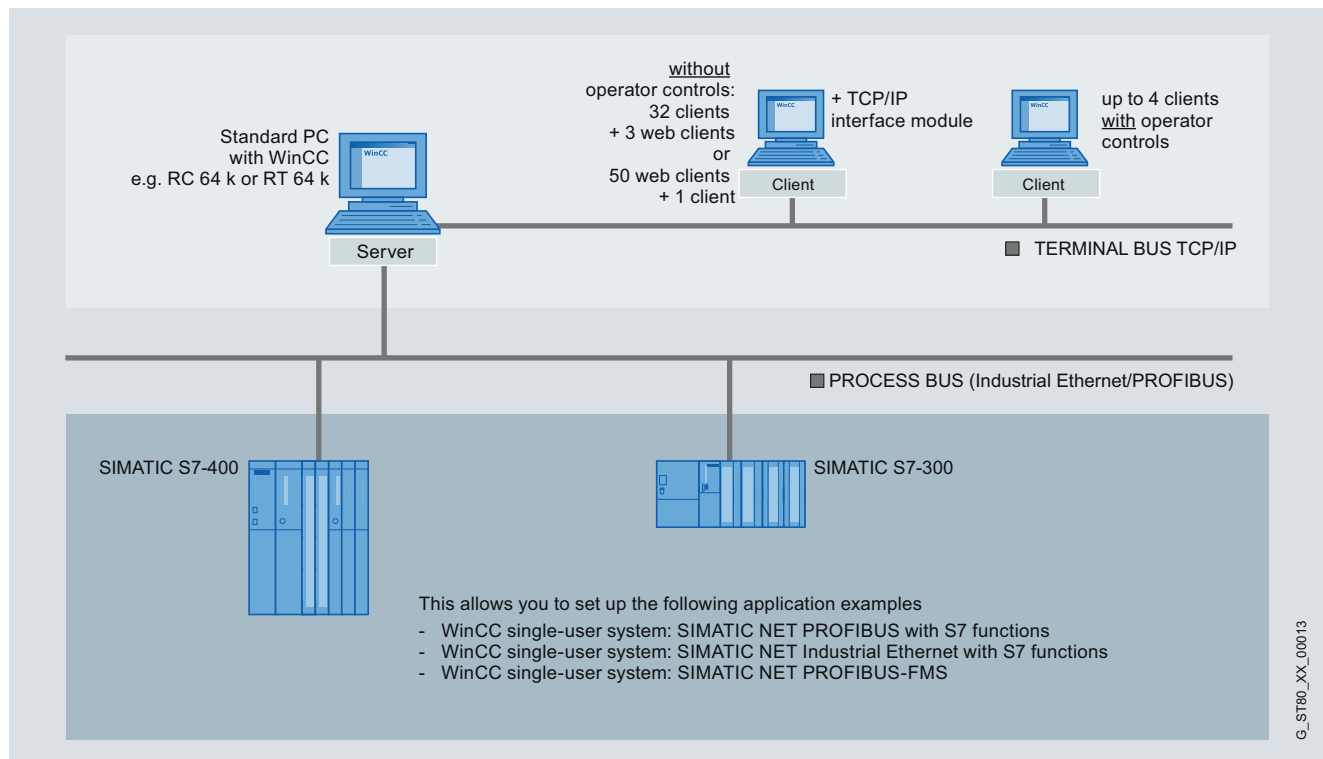 without
operator controls:
32 clients
+ 3 web clients
or
50 web clients
+ 1 client
WinCC
+ TCP/IP
interface module
Client
WinCC
up to 4 clients
with operator
controls
Client
Standard PC
with WinCC
e.g. RC 64 k or RT 64 k
WinCC
Server
TERMINAL BUS TCP/IP
PROCESS BUS (Industrial Ethernet/PROFIBUS)
SIMATIC S7-400
SIMATIC S7-300
This allows you to set up the following application examples
- WinCC single-user system: SIMATIC NET PROFIBUS with S7 functions
- WinCC single-user system: SIMATIC NET Industrial Ethernet with S7 functions
- WinCC single-user system: SIMATIC NET PROFIBUS-FMS
G_ST80_XX_00013